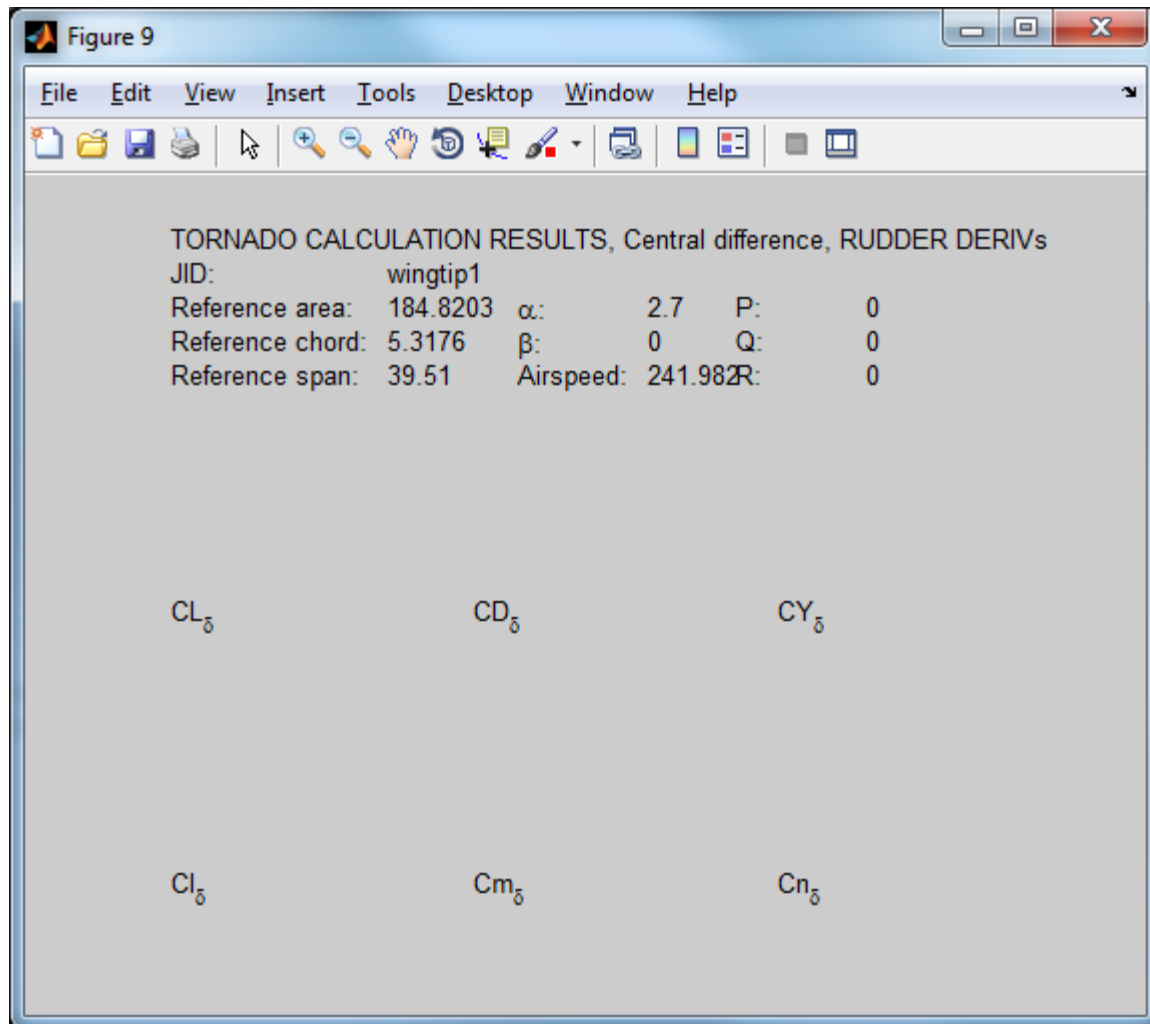 Figure 9
File Edit View Insert Tools Desktop Window Help
TORNADO CALCULATION RESULTS, Central difference, RUDDER DERIVs
JID: wingtip1
Reference area: 184.8203 α: 2.7 P: 0
Reference chord: 5.3176 β: 0 Q: 0
Reference span: 39.51 Airspeed: 241.982R: 0
CLδ CDδ CYδ
Clδ Cmδ Cnδ